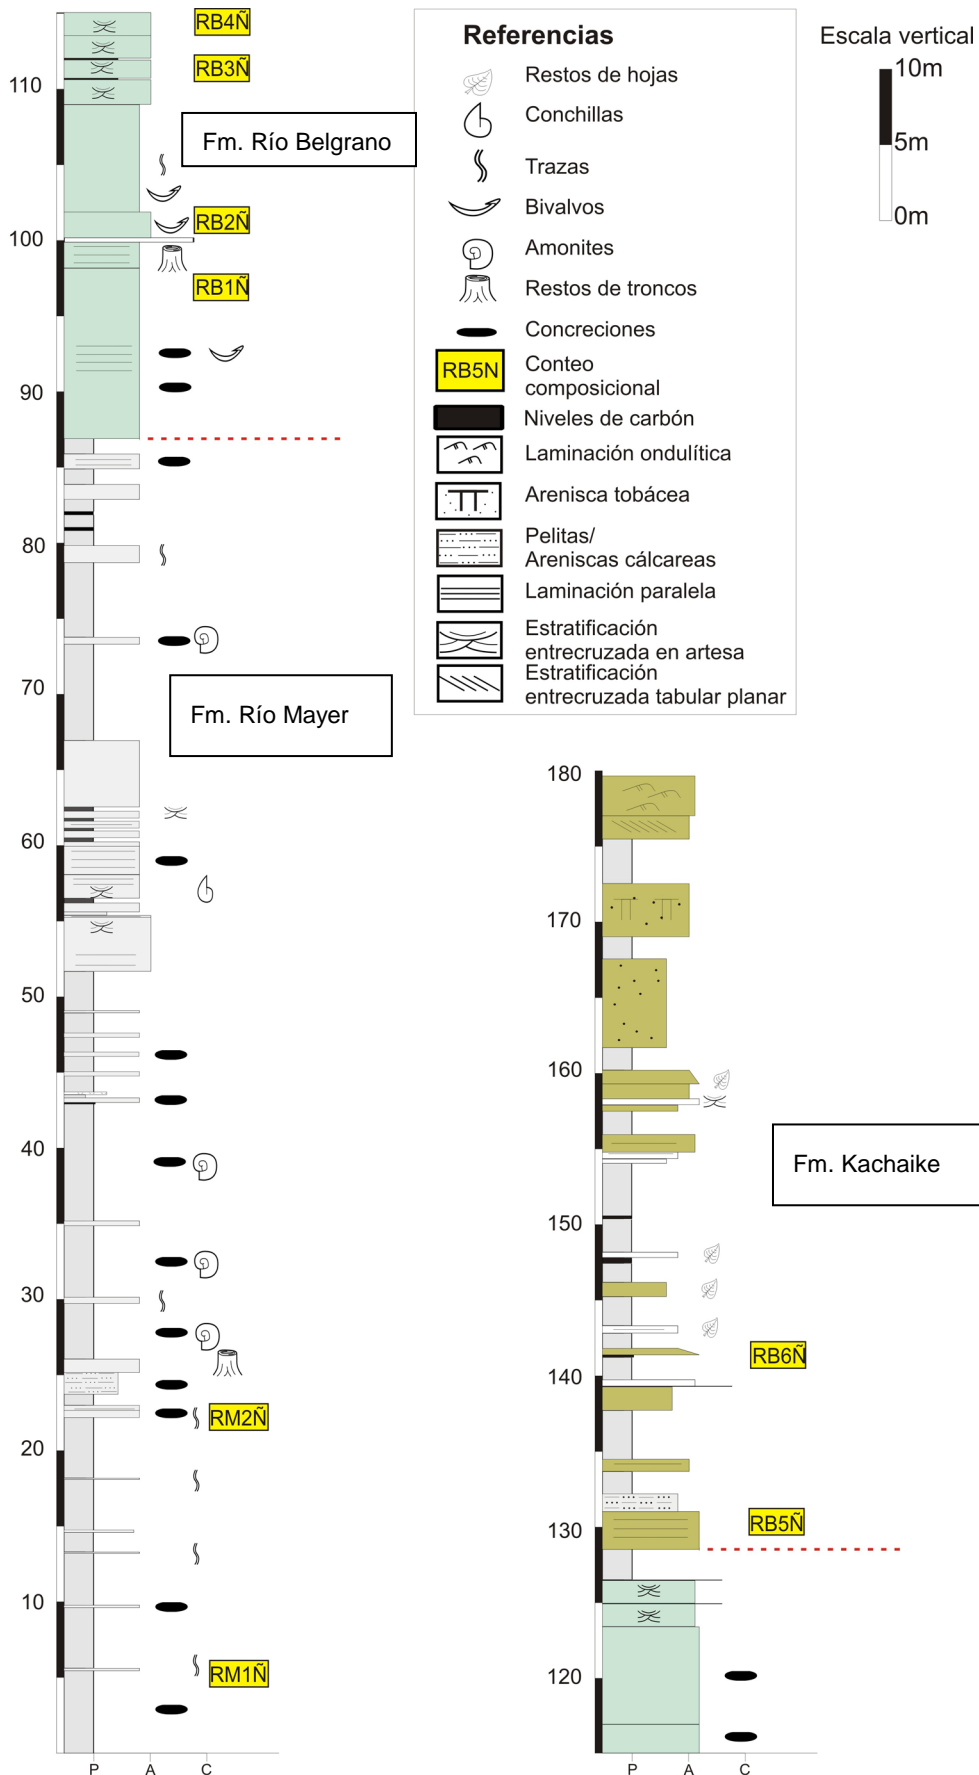 RB4Ñ
RB3Ñ
110
Fm. Río Belgrano
RB2Ñ
100
RB1Ñ
90
80
70
Fm. Río Mayer
60
50
40
30
RM2Ñ
20
10
RM1Ñ
P A C
Referencias
Restos de hojas
Conchillas
Trazas
Bivalvos
Amonites
Restos de troncos
Concreciones
RB5N
Conteo
composicional
Niveles de carbón
Laminación ondulítica
Arenisca tobácea
Pelitas/
Areniscas cálcareas
Laminación paralela
Estratificación
entrecruzada en artesa
Estratificación
entrecruzada tabular planar
Escala vertical
10m
5m
0m
180
170
160
Fm. Kachaike
150
RB6Ñ
140
RB5Ñ
130
120
P A C